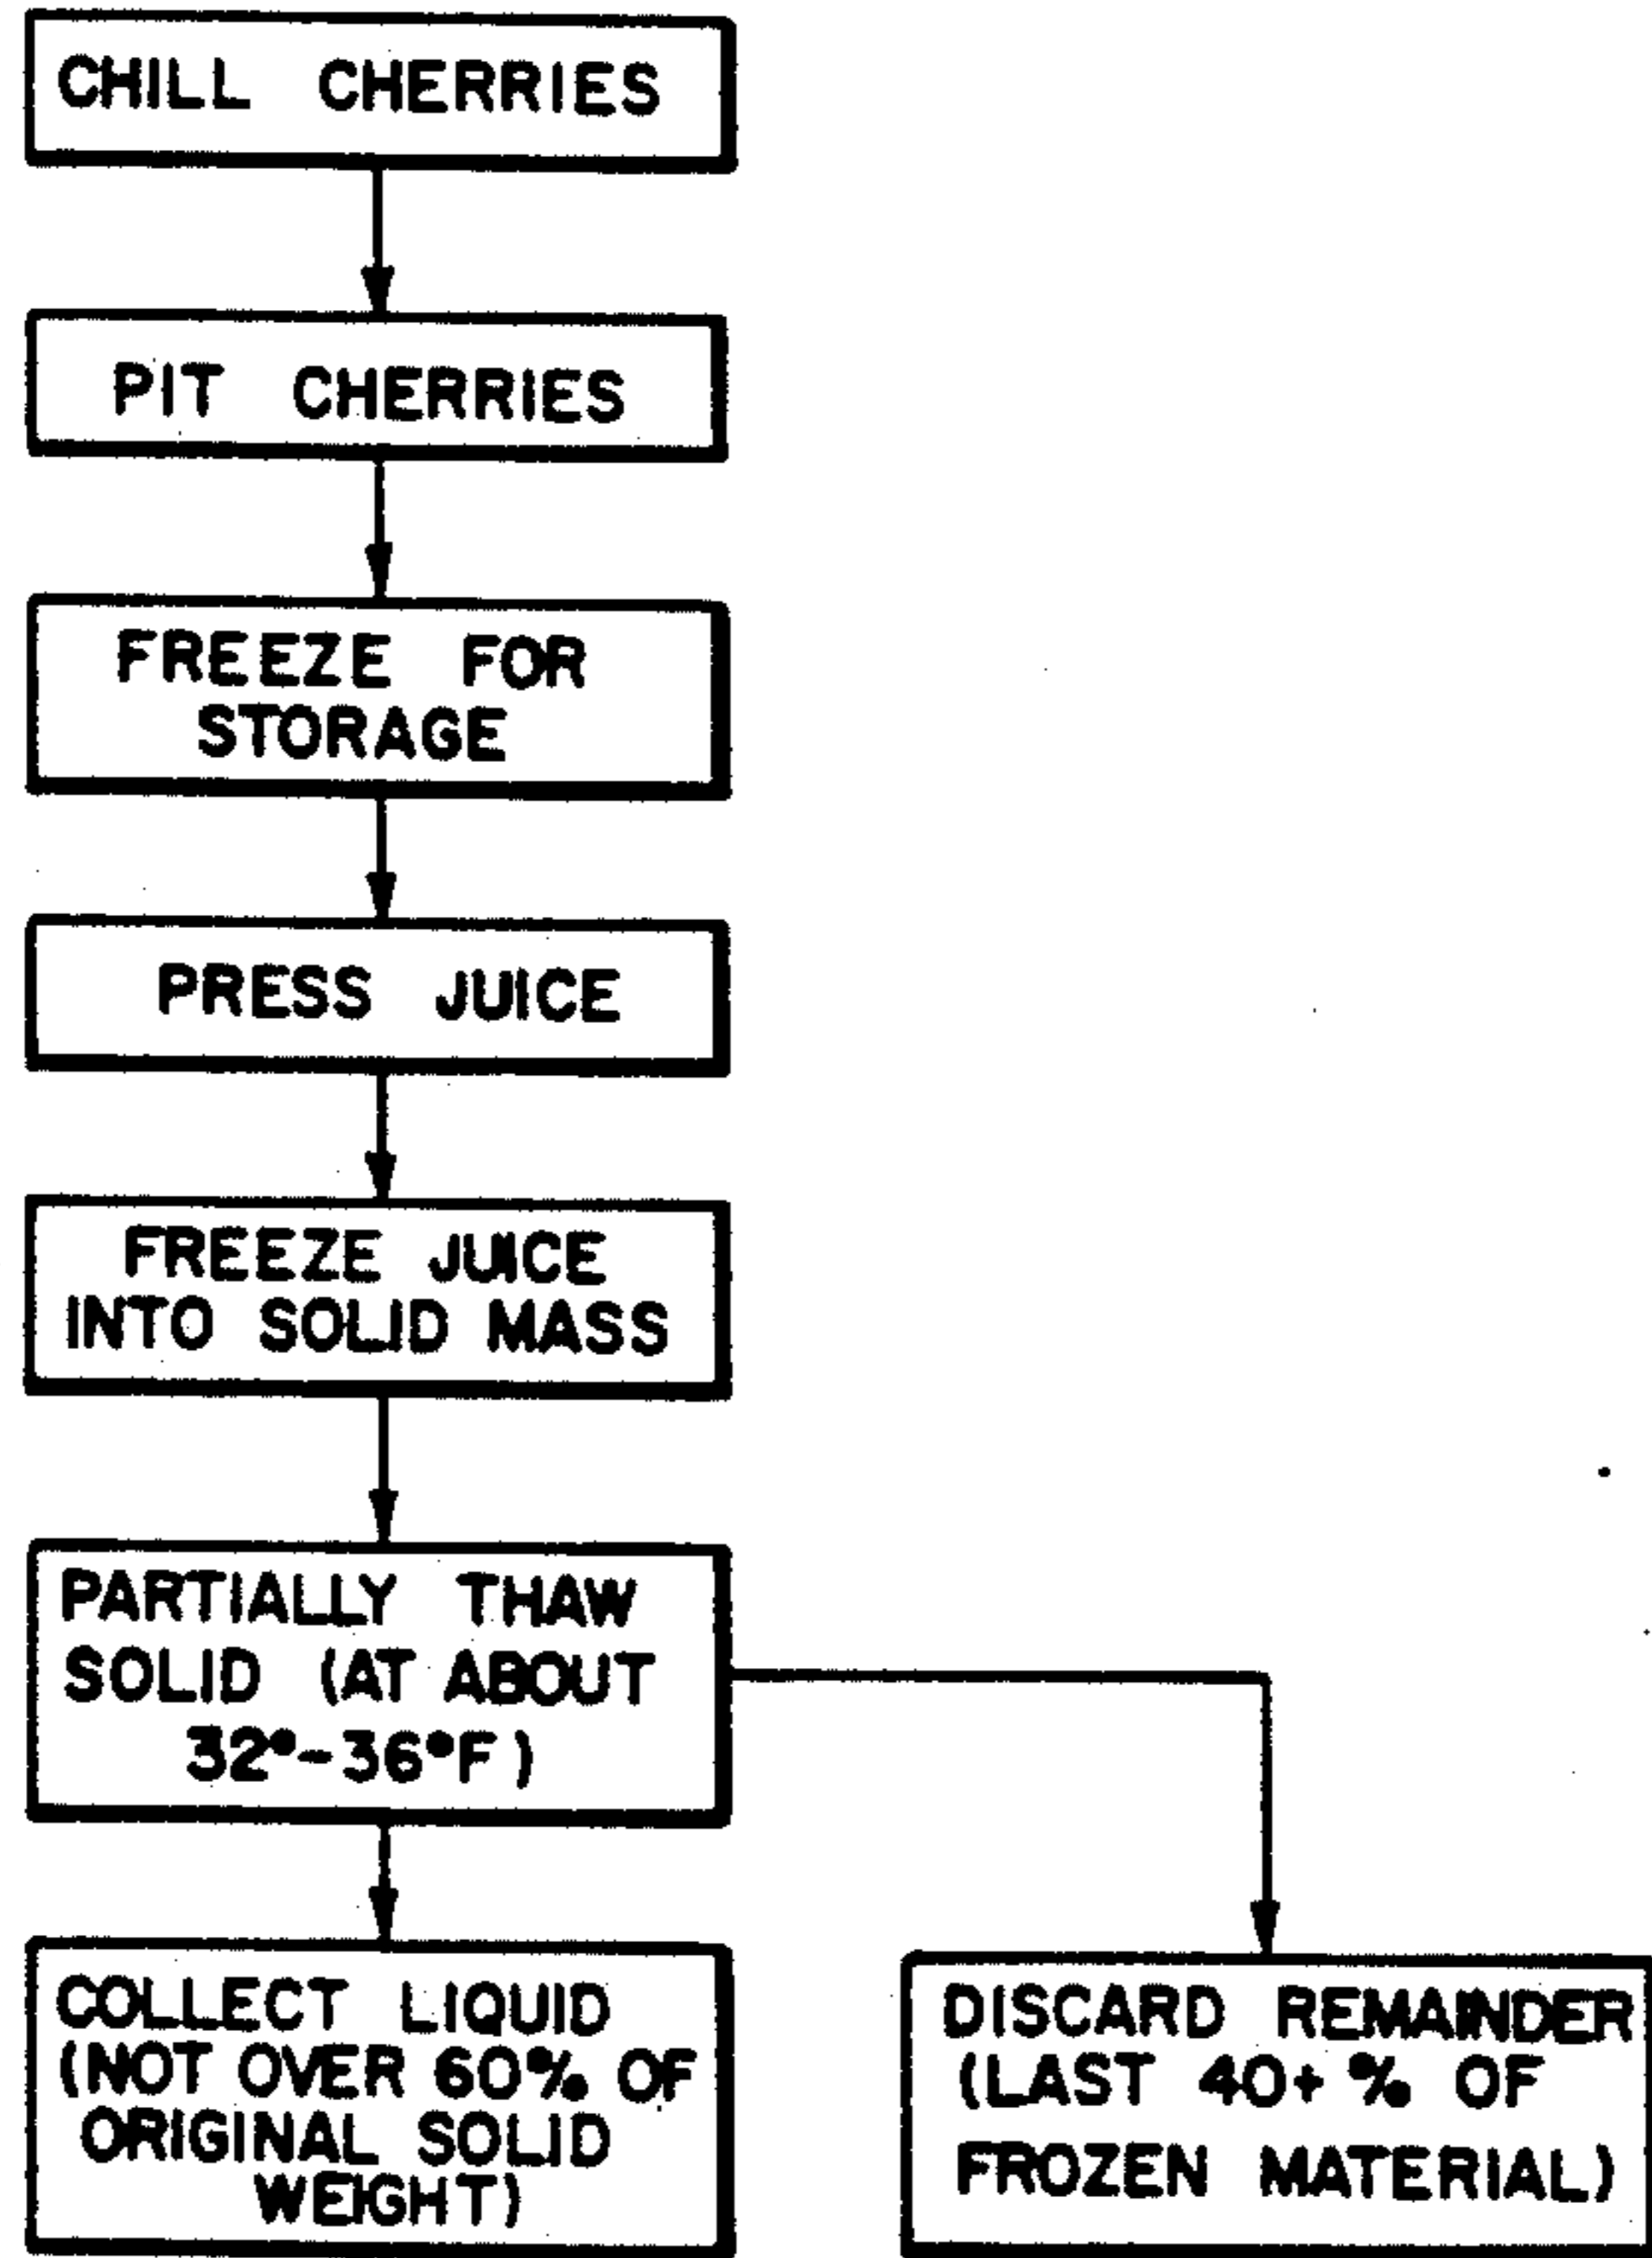 CHILL CHERRIES
PIT CHERRIES
FREEZE FOR
STORAGE
PRESS JUICE
FREEZE JUICE
INTO SOLID MASS
PARTIALLY THAW
SOLID (AT ABOUT
32°-36°F)
COLLECT LIQUID
(NOT OVER 60% OF
ORIGINAL SOLID
WEIGHT)
DISCARD REMAINDER
(LAST 40+ % OF
FROZEN MATERIAL)